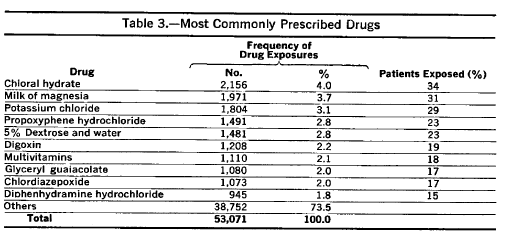 Table 3.—Most Commonly Prescribed Drugs
Frequency of
Drug Exposures
Drug No. % Patients Exposed (%)
Chloral hydrate 2,156 4.0 34
Milk of magnesia 1,971 3.7 31
Potassium chloride 1,804 3.1 29
Propoxyphene hydrochloride 1,491 2.8 23
5% Dextrose and water 1,481 2.8 23
Digoxin 1,208 2.2 19
Multivitamins 1,110 2.1 18
Glyceryl guaiacolate 1,080 2.0 17
Chlordiazepoxide 1,073 2.0 17
Diphenhydramine hydrochloride 945 1.8 15
Others 38,752 73.5
Total 53,071 100.0